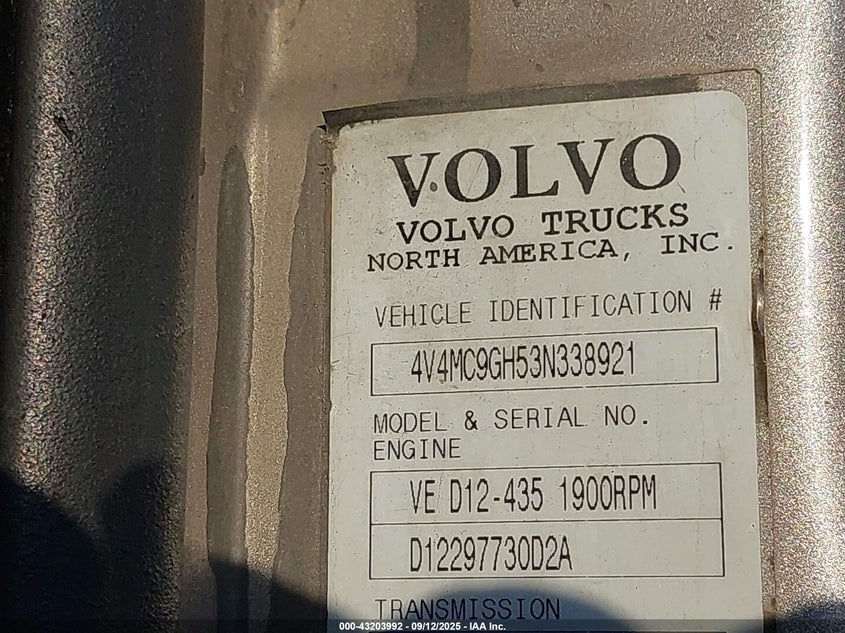 VOLVO
VOLVO TRUCKS
NORTH AMERICA, INC.
VEHICLE IDENTIFICATION #
4V4MC9GH53N338921
MODEL & SERIAL NO.
ENGINE
VE D12-435 1900RPM
D12297730D2A
TRANSMISSION
000-43203992 - 09/12/2025 - IAA Inc.